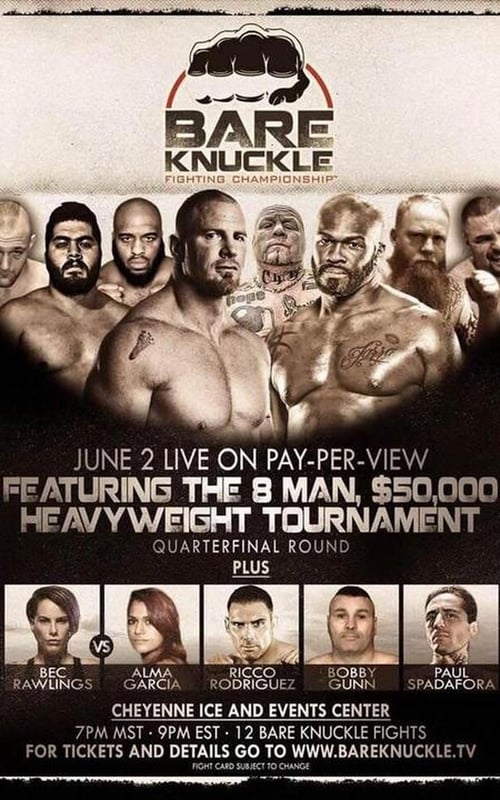 BARE
KNUCKLE
FIGHTING CHAMPIONSHIP™
hope
JUNE 2 LIVE ON PAY-PER-VIEW
FEATURING THE 8 MAN, $50,000
HEAVYWEIGHT TOURNAMENT
QUARTERFINAL ROUND
PLUS
VS
BEC
RAWLINGS
ALMA
GARCIA
RICCO
RODRIGUEZ
BOBBY
GUNN
PAUL
SPADAFORA
CHEYENNE ICE AND EVENTS CENTER
7PM MST · 9PM EST · 12 BARE KNUCKLE FIGHTS
FOR TICKETS AND DETAILS GO TO WWW.BAREKNUCKLE.TV
FIGHT CARD SUBJECT TO CHANGE